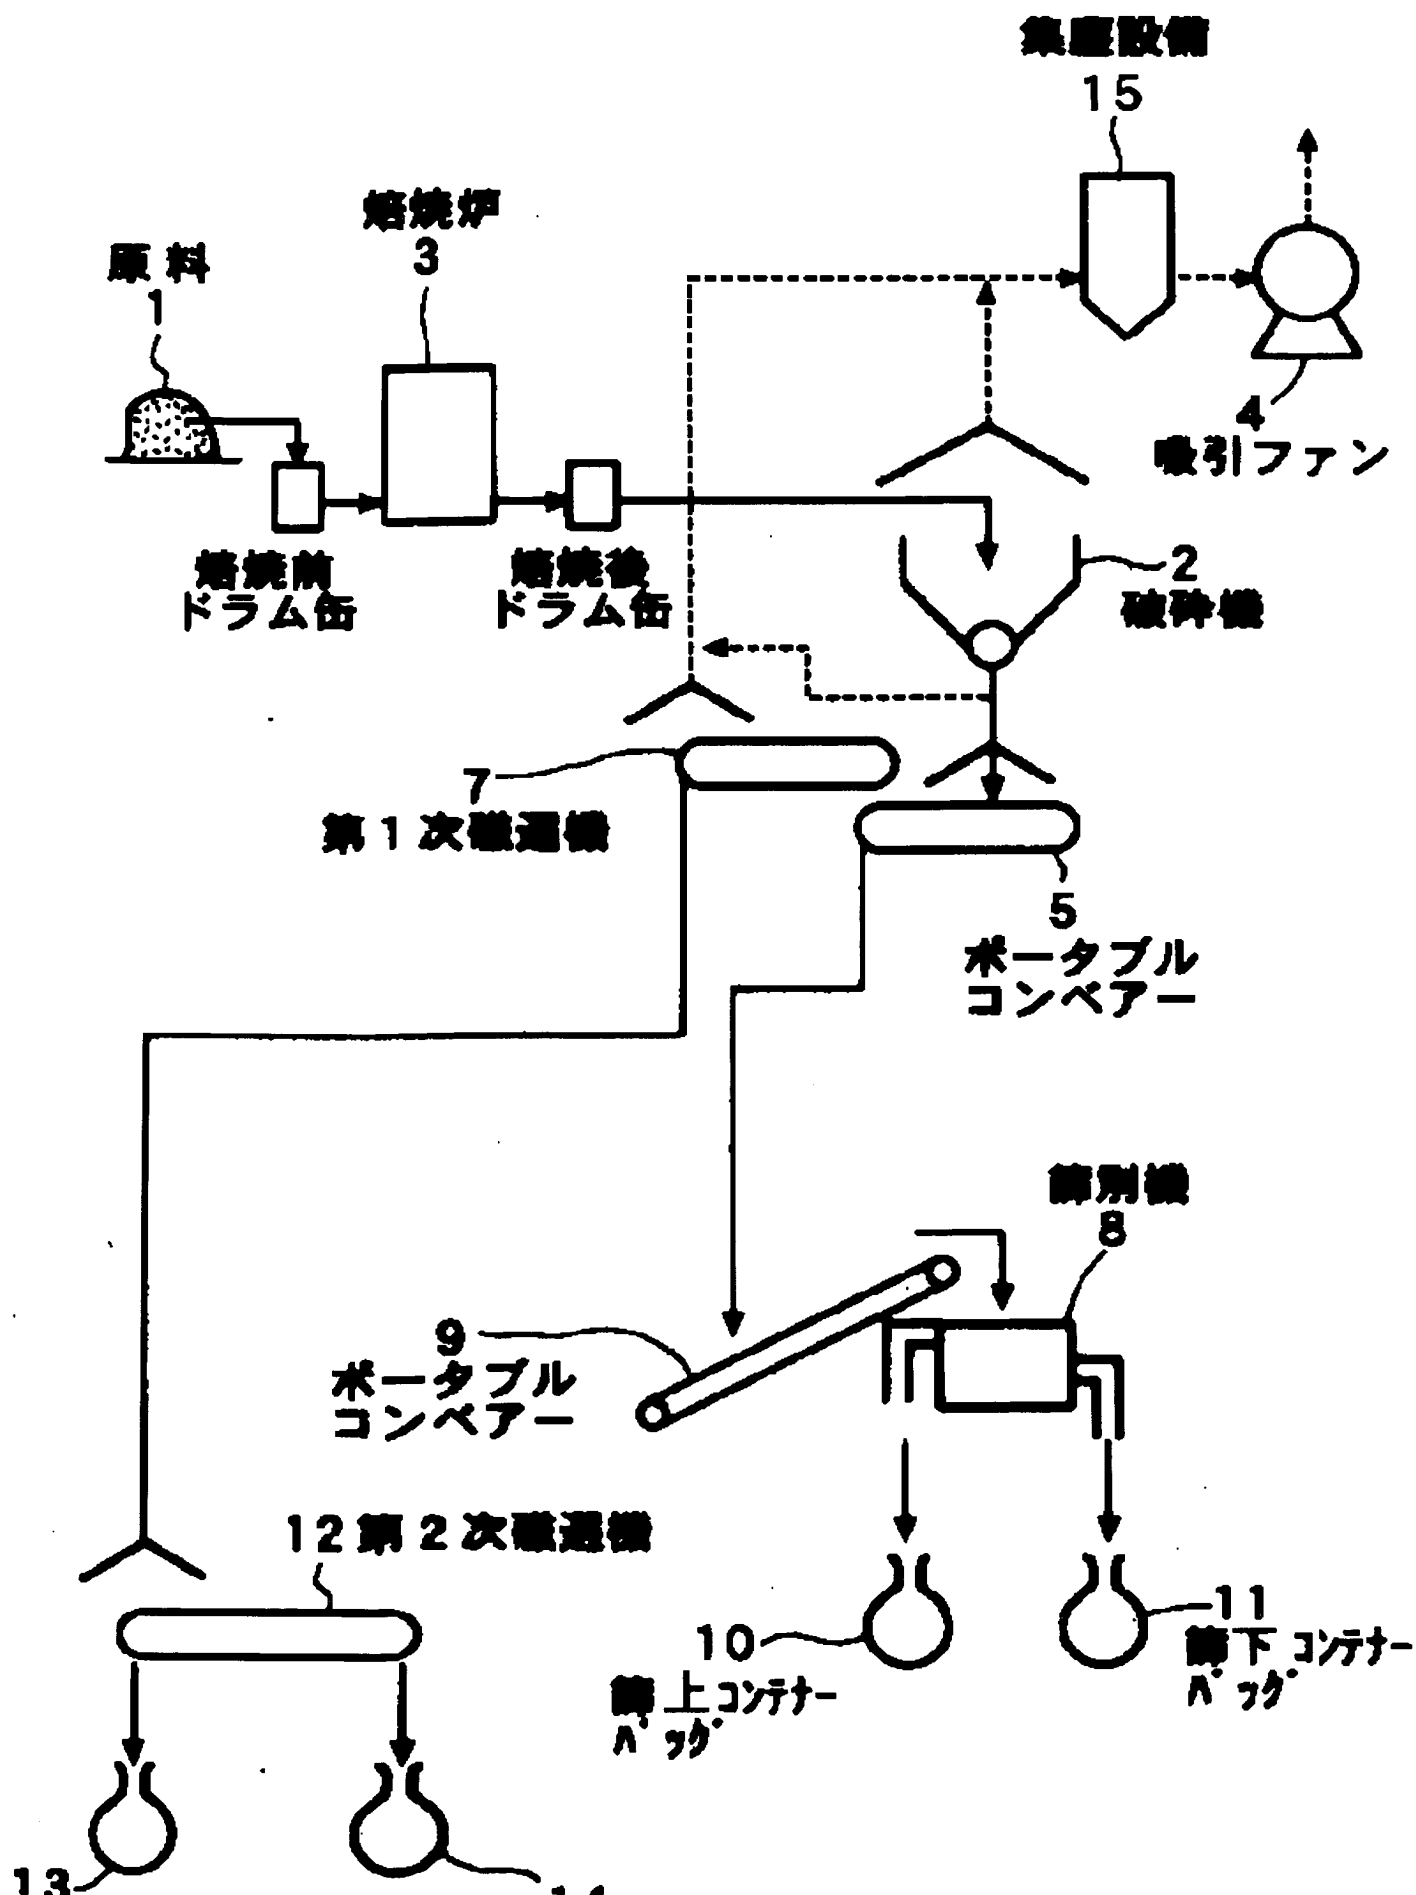 集塵設備
15
焙焼炉
3
原料
1
4
吸引ファン
焙焼前
ドラム缶
焙焼後
ドラム缶
2
破砕機
7
第1次磁選機
5
ポータブル
コンベアー
篩別機
8
9
ポータブル
コンベアー
12第2次磁選機
10
篩上コンテナー
バッグ
11
篩下コンテナー
バッグ
13